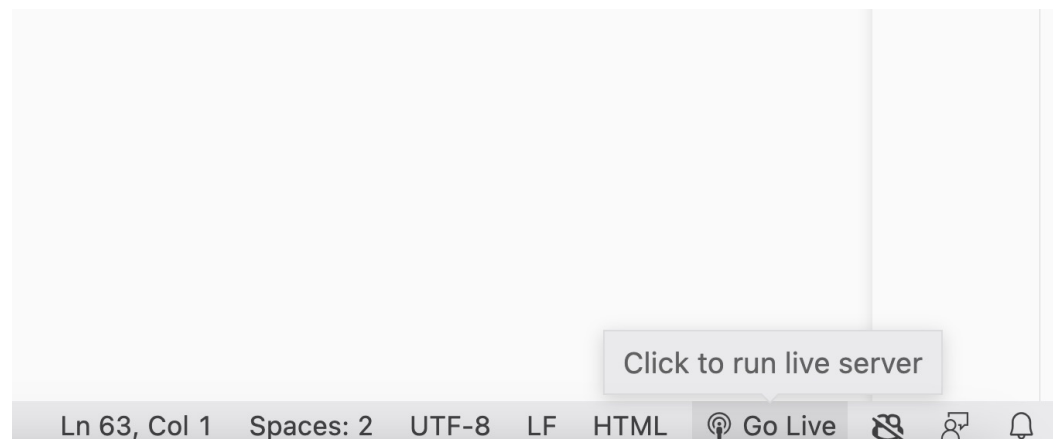 Click to run live server
Ln 63, Col 1 Spaces: 2 UTF-8 LF HTML Go Live